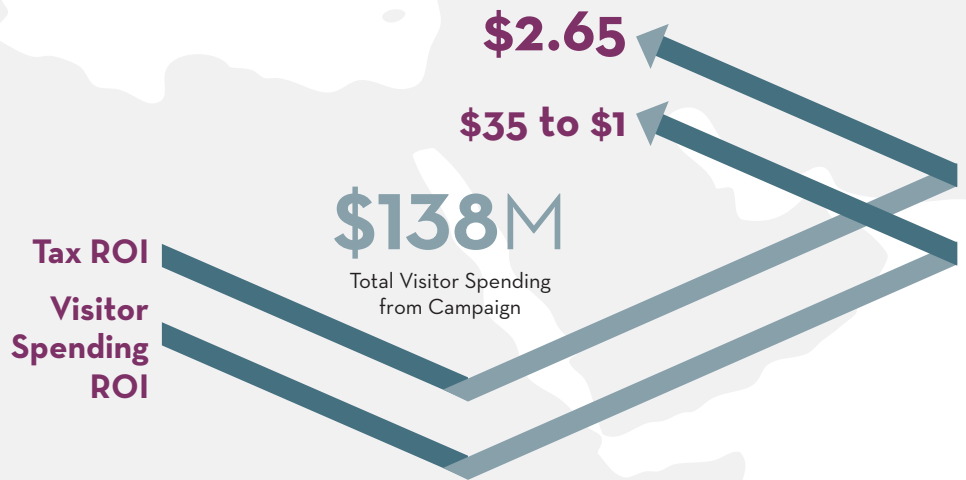 $2.65
$35 to $1
$138M
Total Visitor Spending
from Campaign
Tax ROI
Visitor
Spending
ROI